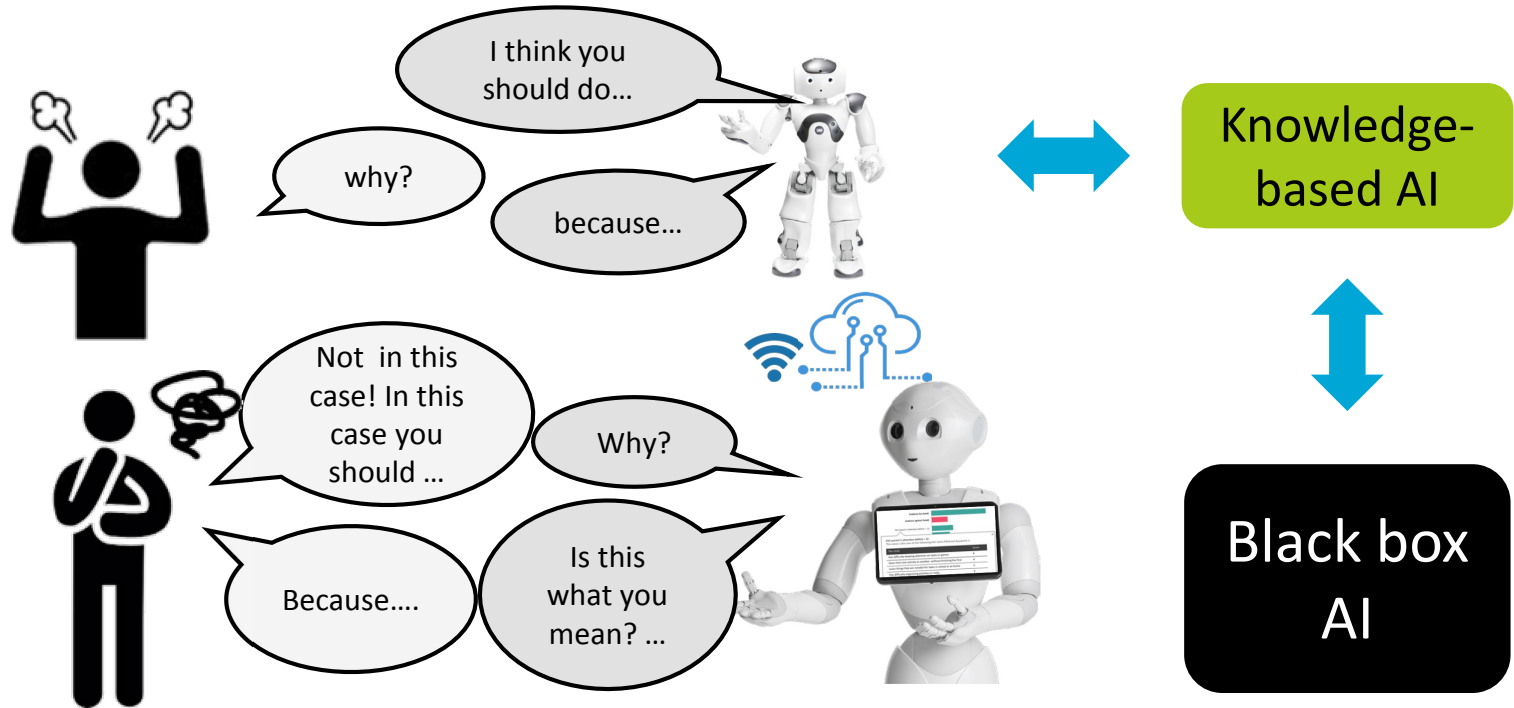 I think you
should do…
why?
because…
Knowledge-
based AI
Not  in this
case! In this
case you
should …
Why?
Because….
Is this
what you
mean? …
Black box
AI